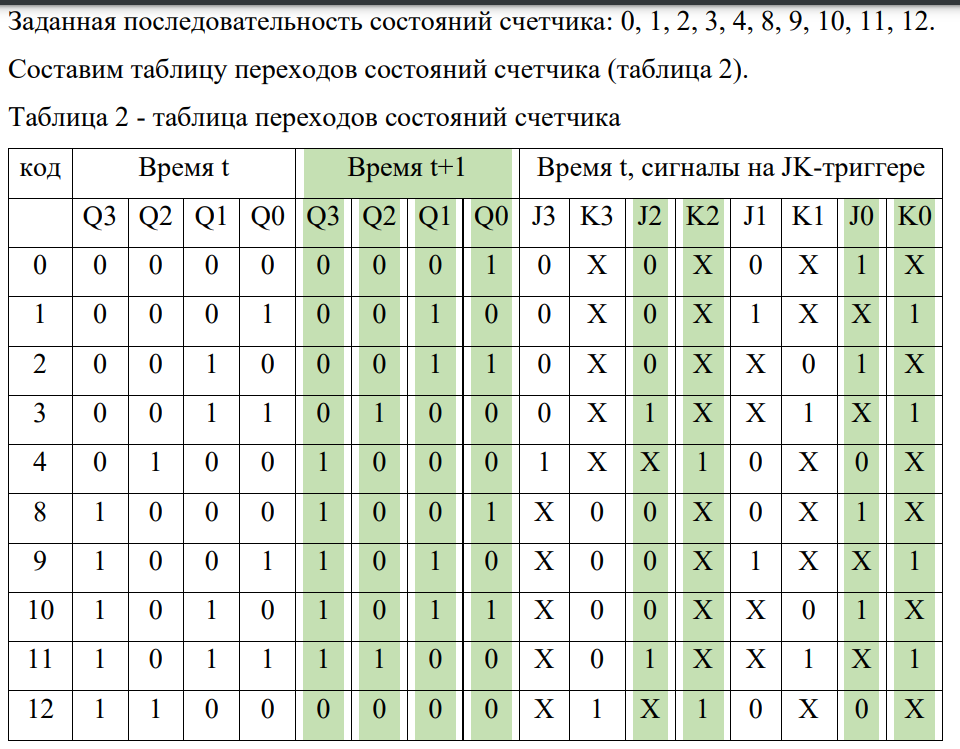 Заданная последовательность состояний счетчика: 0, 1, 2, 3, 4, 8, 9, 10, 11, 12.
Составим таблицу переходов состояний счетчика (таблица 2).
Таблица 2 - таблица переходов состояний счетчика
код Время t Время t+1 Время t, сигналы на JK-триггере
Q3 Q2 Q1 Q0 Q3 Q2 Q1 Q0 J3 K3 J2 K2 J1 K1 J0 K0
0 0 0 0 0 0 0 0 1 0 X 0 X 0 X 1 X
1 0 0 0 1 0 0 1 0 0 X 0 X 1 X X 1
2 0 0 1 0 0 0 1 1 0 X 0 X X 0 1 X
3 0 0 1 1 0 1 0 0 0 X 1 X X 1 X 1
4 0 1 0 0 1 0 0 0 1 X X 1 0 X 0 X
8 1 0 0 0 1 0 0 1 X 0 0 X 0 X 1 X
9 1 0 0 1 1 0 1 0 X 0 0 X 1 X X 1
10 1 0 1 0 1 0 1 1 X 0 0 X X 0 1 X
11 1 0 1 1 1 1 0 0 X 0 1 X X 1 X 1
12 1 1 0 0 0 0 0 0 X 1 X 1 0 X 0 X